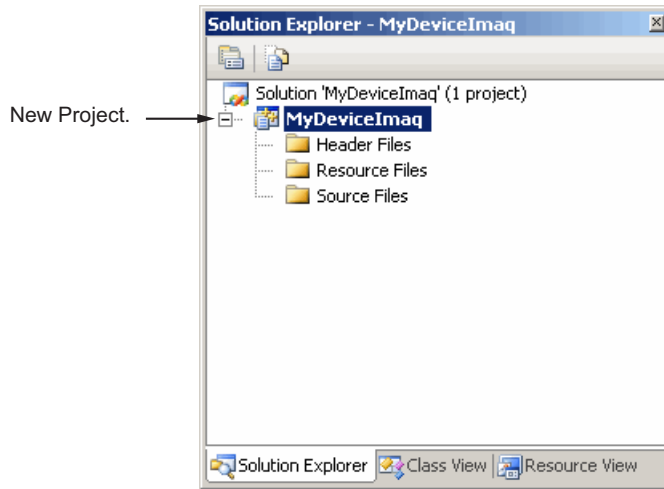 Solution Explorer - MyDeviceImaq
Solution 'MyDeviceImaq' (1 project)
New Project.
MyDeviceImaq
Header Files
Resource Files
Source Files
Solution Explorer
Class View
Resource View